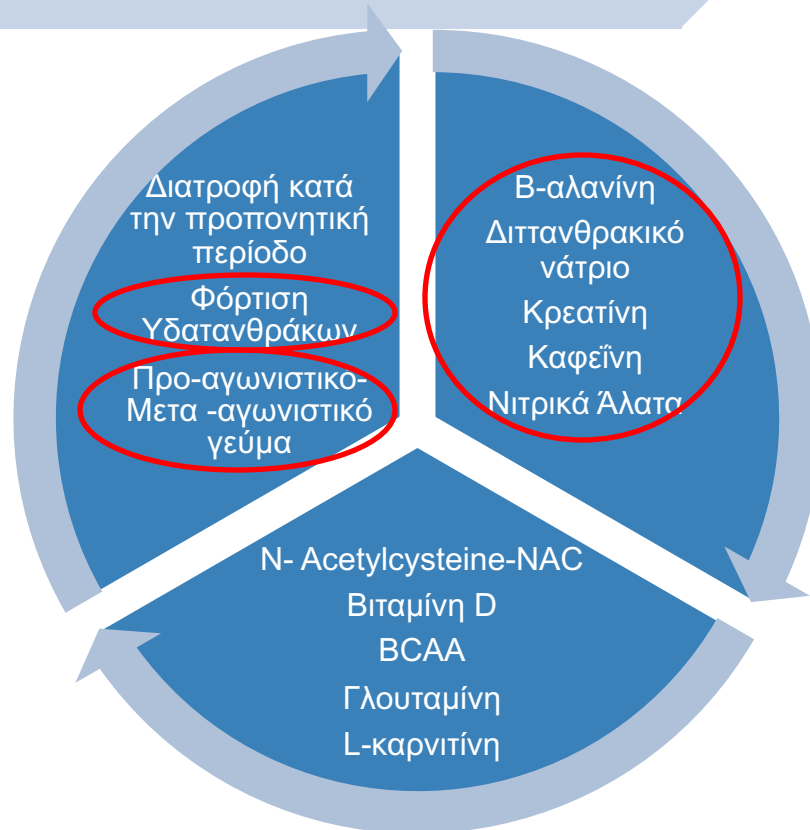 Διατροφή κατά
την προπονητική
περίοδο
Φόρτιση
Υδατανθράκων
Προ-αγωνιστικό-
Μετα -αγωνιστικό
γεύμα
Β-αλανίνη
Διττανθρακικό
νάτριο
Κρεατίνη
Καφεΐνη
Νιτρικά Άλατα
N- Acetylcysteine-NAC
Βιταμίνη D
BCAA
Γλουταμίνη
L-καρνιτίνη